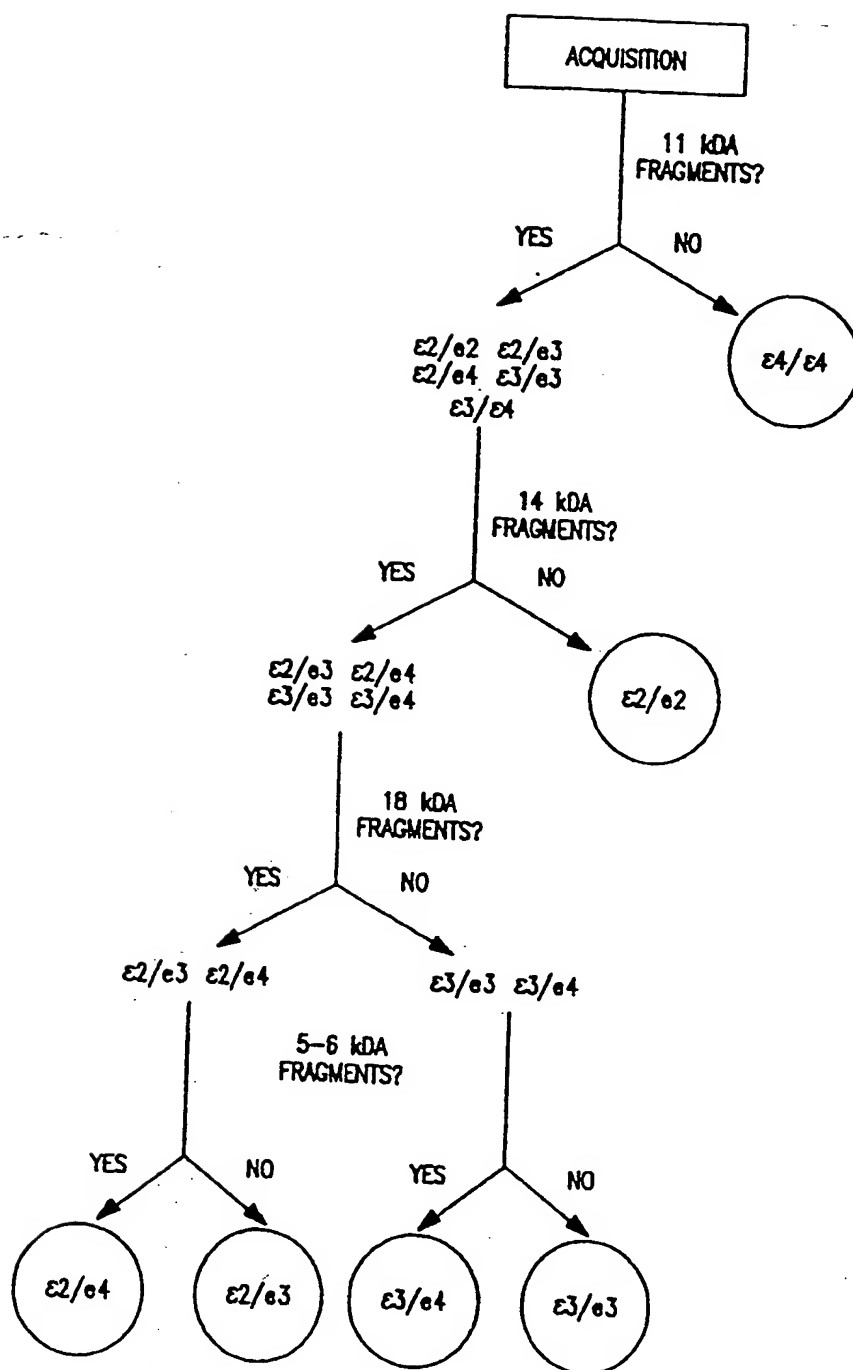 ACQUISITION
11 kDA
FRAGMENTS?
YES NO
ε2/e2 ε2/e3
ε2/e4 ε3/e3
ε3/ε4
ε4/ε4
14 kDA
FRAGMENTS?
YES NO
ε2/e3 ε2/e4
ε3/e3 ε3/e4
ε2/e2
18 kDA
FRAGMENTS?
YES NO
ε2/e3 ε2/e4
ε3/e3 ε3/e4
5-6 kDA
FRAGMENTS?
YES NO
YES NO
ε2/e4
ε2/e3
ε3/e4
ε3/e3